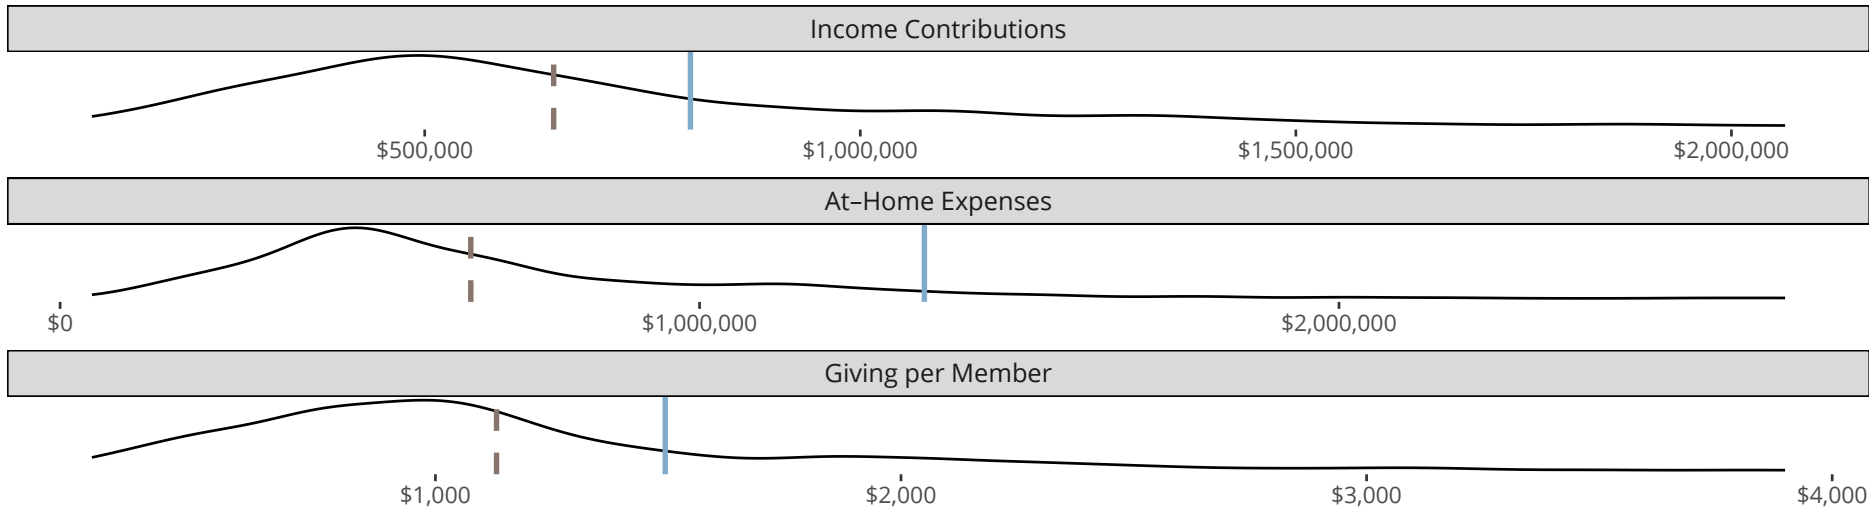 Income Contributions
$500,000 $1,000,000 $1,500,000 $2,000,000
At–Home Expenses
$0 $1,000,000 $2,000,000
Giving per Member
$1,000 $2,000 $3,000 $4,000